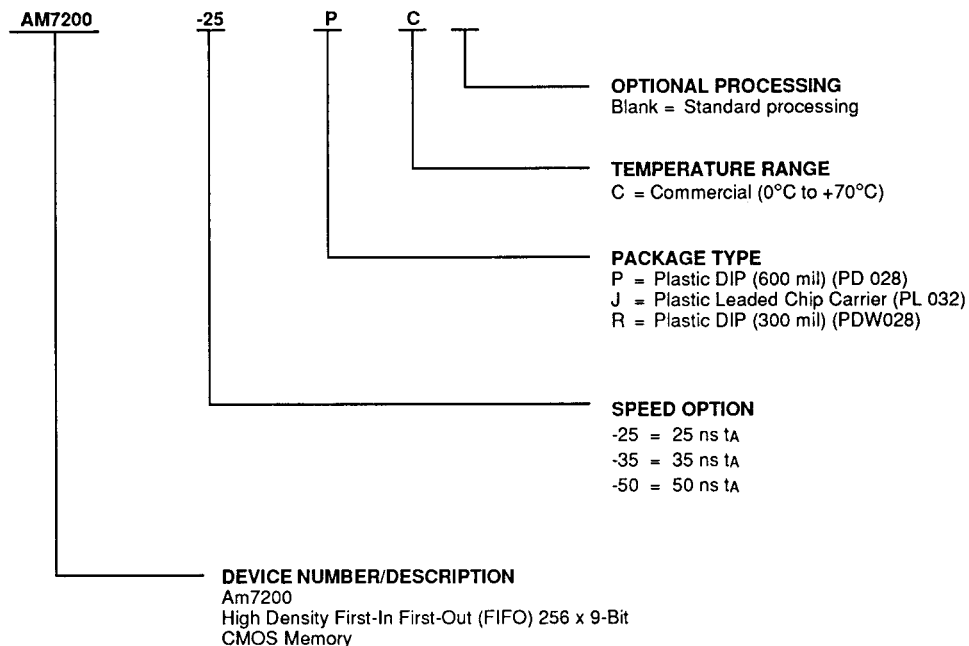 AM7200 -25 P C
OPTIONAL PROCESSING
Blank = Standard processing
TEMPERATURE RANGE
C = Commercial (0°C to +70°C)
PACKAGE TYPE
P = Plastic DIP (600 mil) (PD 028)
J = Plastic Leaded Chip Carrier (PL 032)
R = Plastic DIP (300 mil) (PDW028)
SPEED OPTION
-25 = 25 ns tA
-35 = 35 ns tA
-50 = 50 ns tA
DEVICE NUMBER/DESCRIPTION
Am7200
High Density First-In First-Out (FIFO) 256 x 9-Bit
CMOS Memory